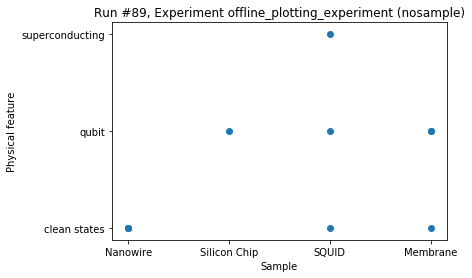 Run #89, Experiment offline_plotting_experiment (nosample)
superconducting
qubit
clean states
Physical feature
Nanowire Silicon Chip SQUID Membrane
Sample